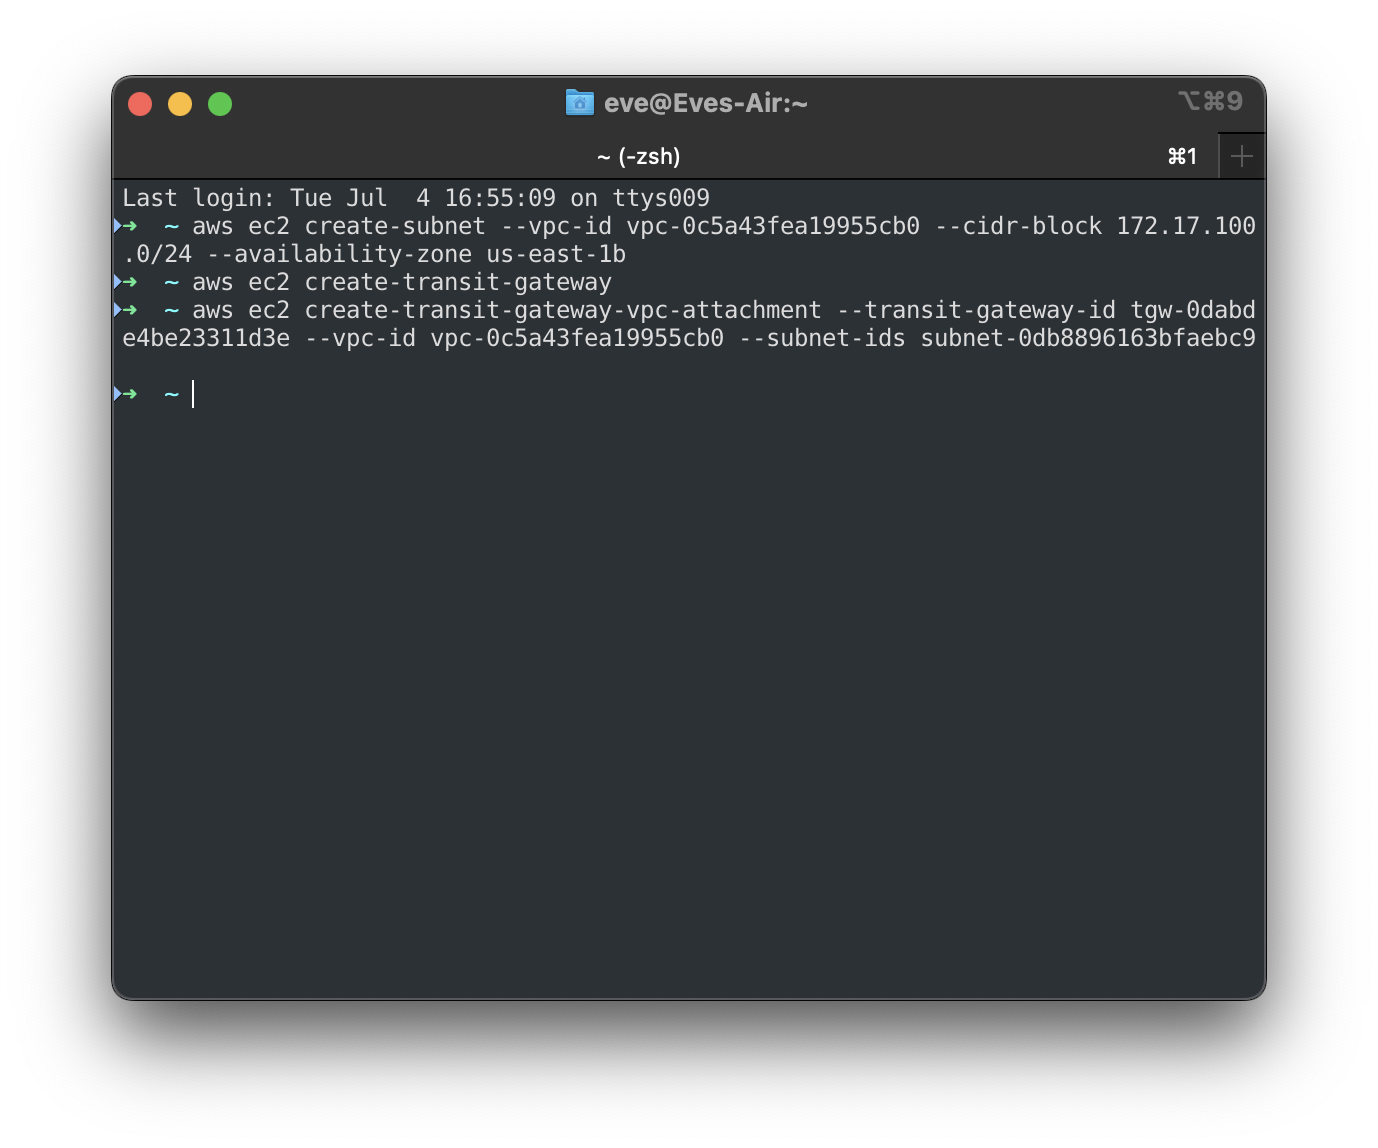 eve@Eves-Air:~
⌥⌘9
~ (-zsh)
⌘1
Last login: Tue Jul  4 16:55:09 on ttys009
➜  ~ aws ec2 create-subnet --vpc-id vpc-0c5a43fea19955cb0 --cidr-block 172.17.100
.0/24 --availability-zone us-east-1b
➜  ~ aws ec2 create-transit-gateway
➜  ~ aws ec2 create-transit-gateway-vpc-attachment --transit-gateway-id tgw-0dabd
e4be23311d3e --vpc-id vpc-0c5a43fea19955cb0 --subnet-ids subnet-0db8896163bfaebc9
➜  ~